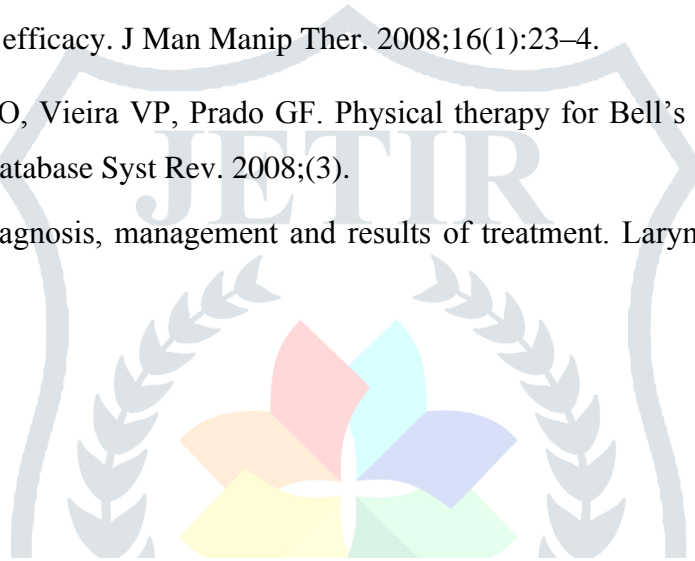 efficacy. J Man Manip Ther. 2008;16(1):23–4.
O, Vieira VP, Prado GF. Physical therapy for Bell’s
atabase Syst Rev. 2008;(3).
JETIR
agnosis, management and results of treatment. Laryn